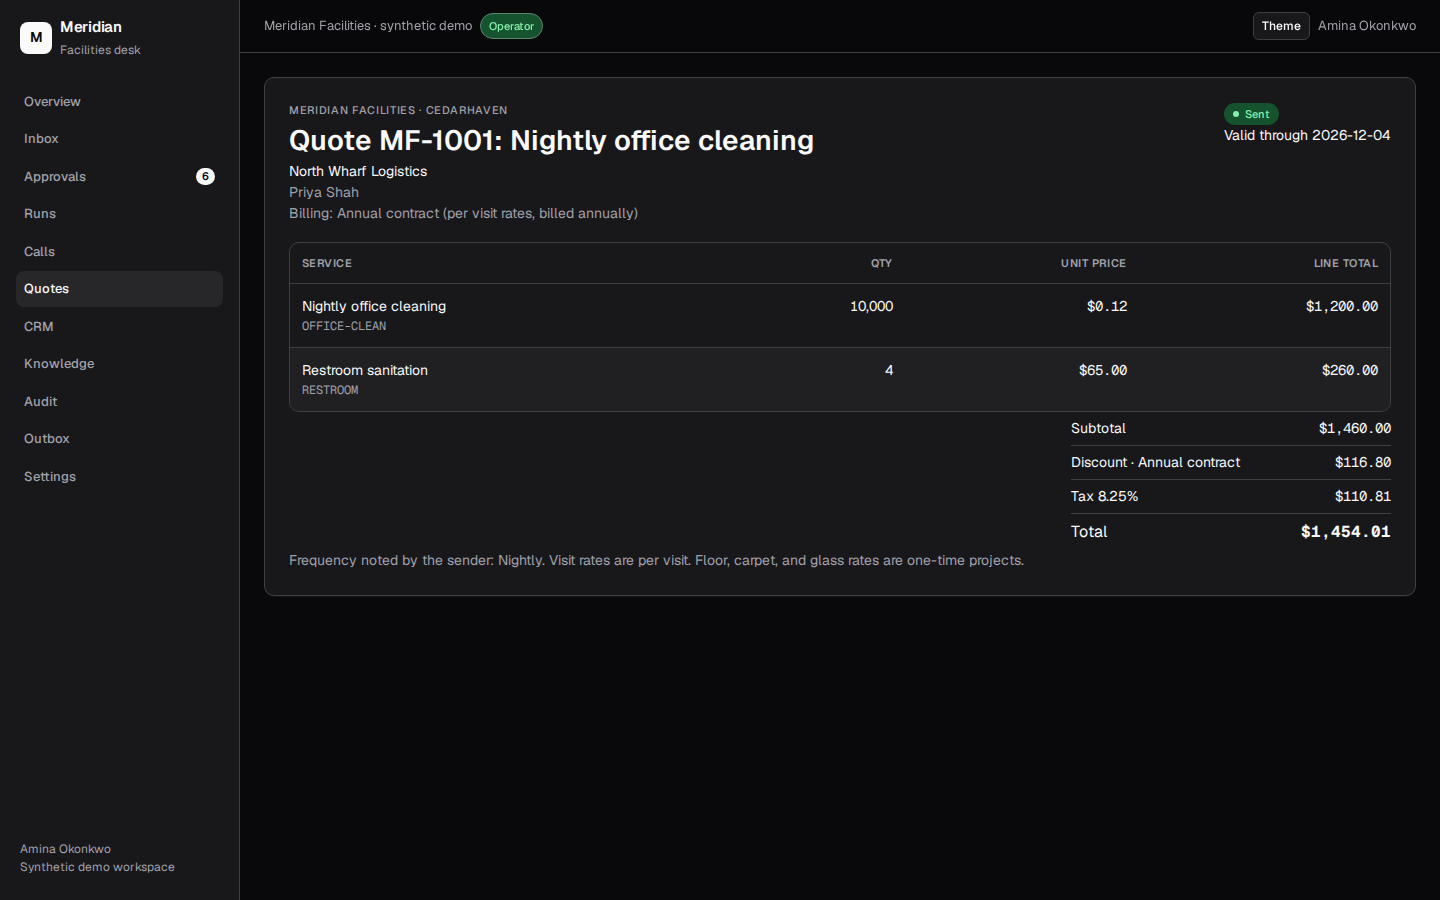 M
Meridian
Facilities desk
Overview
Inbox
Approvals 6
Runs
Calls
Quotes
CRM
Knowledge
Audit
Outbox
Settings
Amina Okonkwo
Synthetic demo workspace
Meridian Facilities · synthetic demo Operator Theme Amina Okonkwo
MERIDIAN FACILITIES · CEDARHAVEN
Quote MF-1001: Nightly office cleaning
North Wharf Logistics
Priya Shah
Billing: Annual contract (per visit rates, billed annually)
Sent
Valid through 2026-12-04
SERVICE QTY UNIT PRICE LINE TOTAL
Nightly office cleaning 10,000 $0.12 $1,200.00
OFFICE-CLEAN
Restroom sanitation 4 $65.00 $260.00
RESTROOM
Subtotal $1,460.00
Discount · Annual contract $116.80
Tax 8.25% $110.81
Total $1,454.01
Frequency noted by the sender: Nightly. Visit rates are per visit. Floor, carpet, and glass rates are one-time projects.